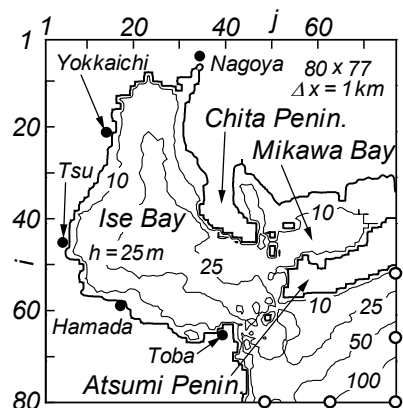 1 20 40 j 60
1
Nagoya
80 x 77
Δx = 1km
Yokkaichi
Chita Penin.
20
Mikawa Bay
Tsu
10
10
40
Ise Bay
i
h = 25m
25
10
25
60
Hamada
50
Toba
100
Atsumi Penin.
80